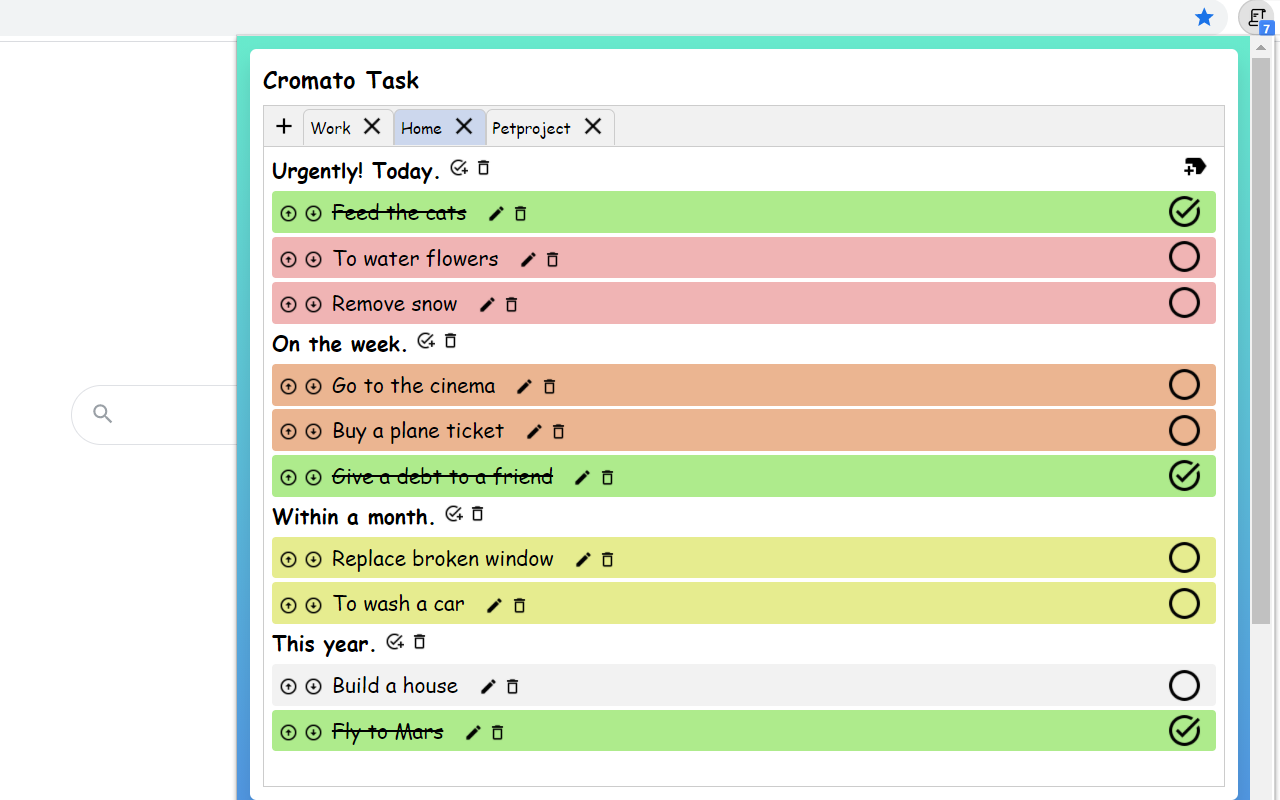 7
Cromato Task
+ Work Home Petproject
Urgently! Today.
Feed the cats
To water flowers
Remove snow
On the week.
Go to the cinema
Buy a plane ticket
Give a debt to a friend
Within a month.
Replace broken window
To wash a car
This year.
Build a house
Fly to Mars